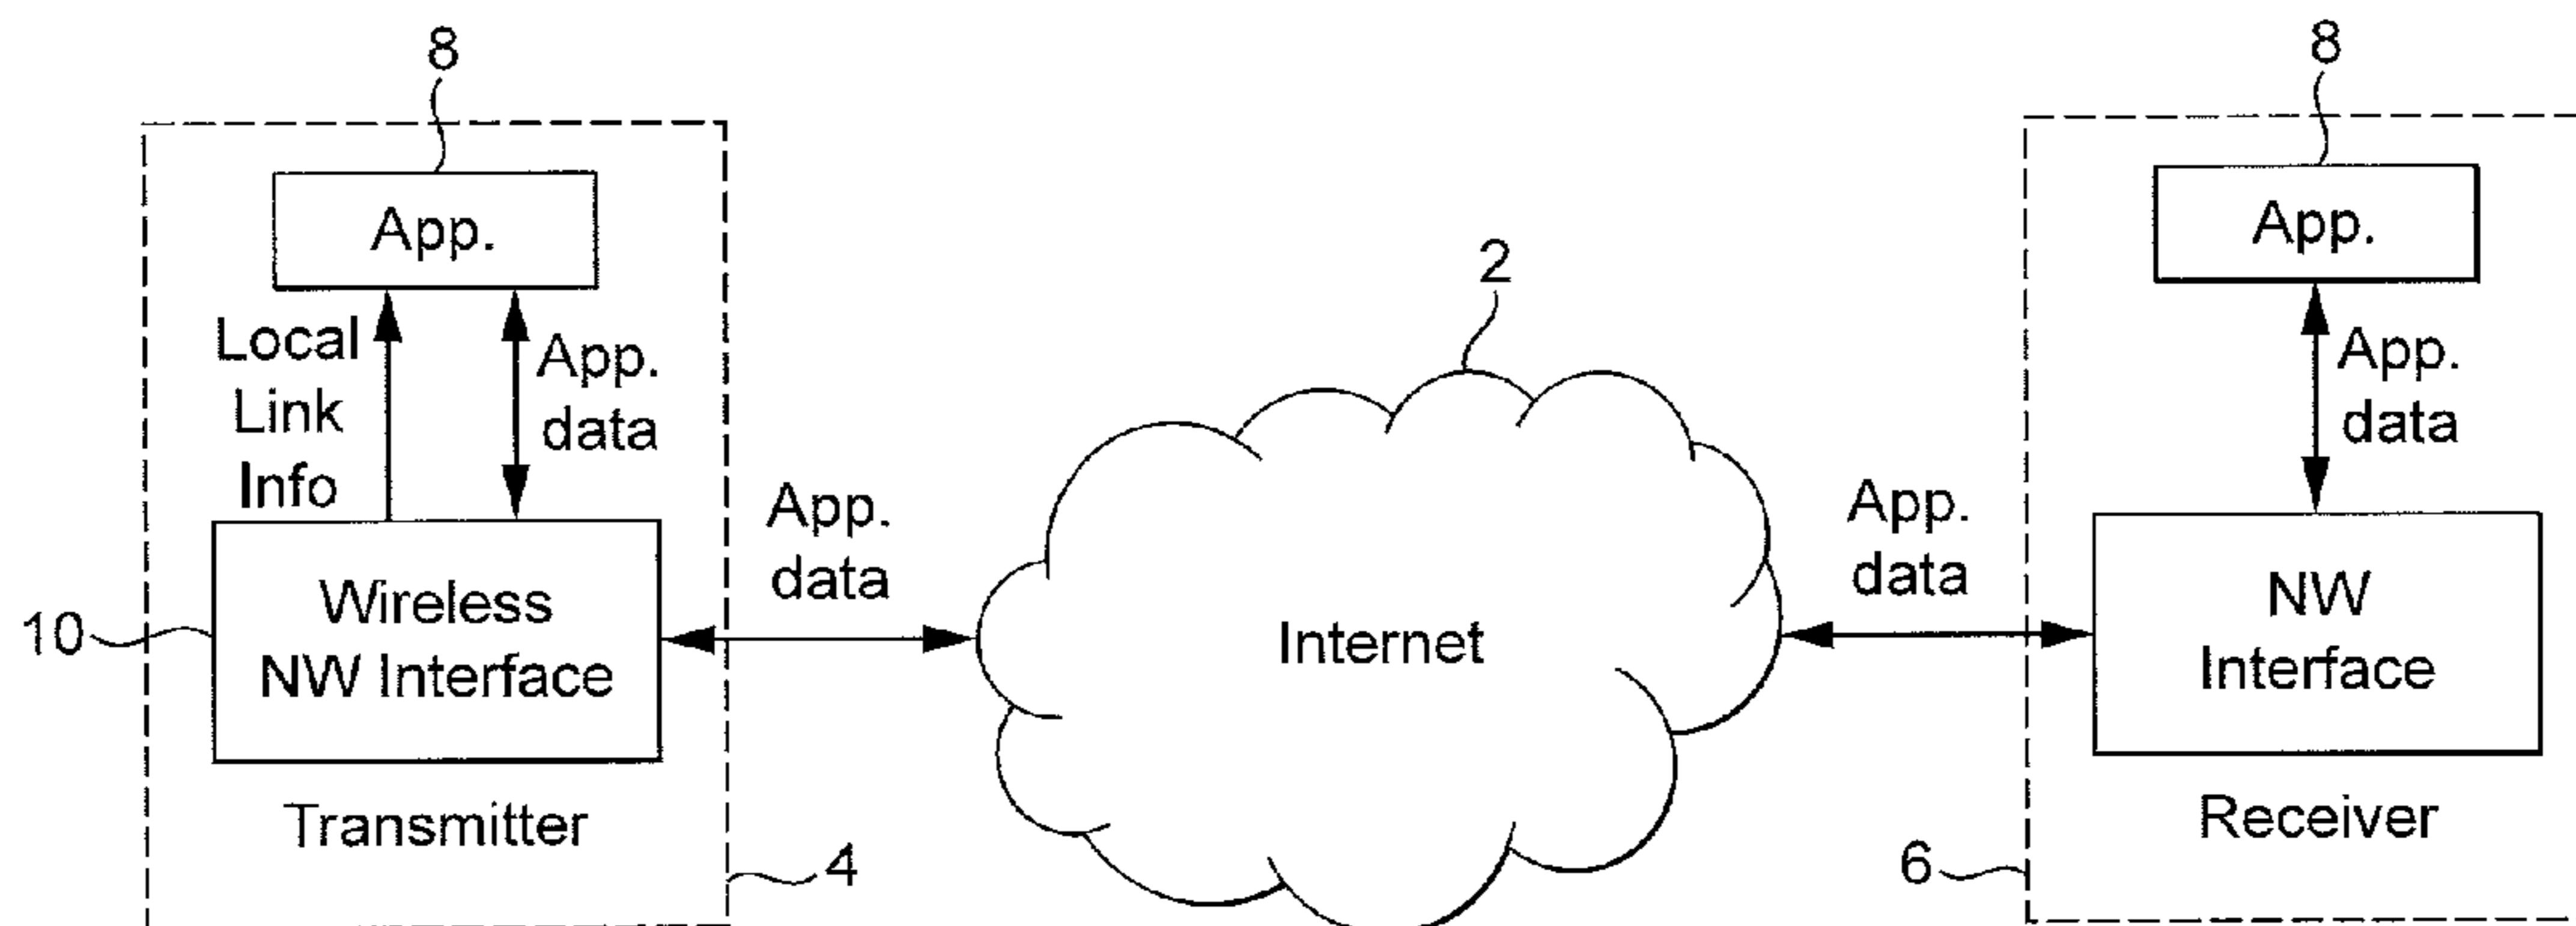 8
App.
Local
Link
Info
App.
data
Wireless
NW Interface
10
Transmitter
4
App.
data
2
Internet
App.
data
8
App.
App.
data
NW
Interface
Receiver
6